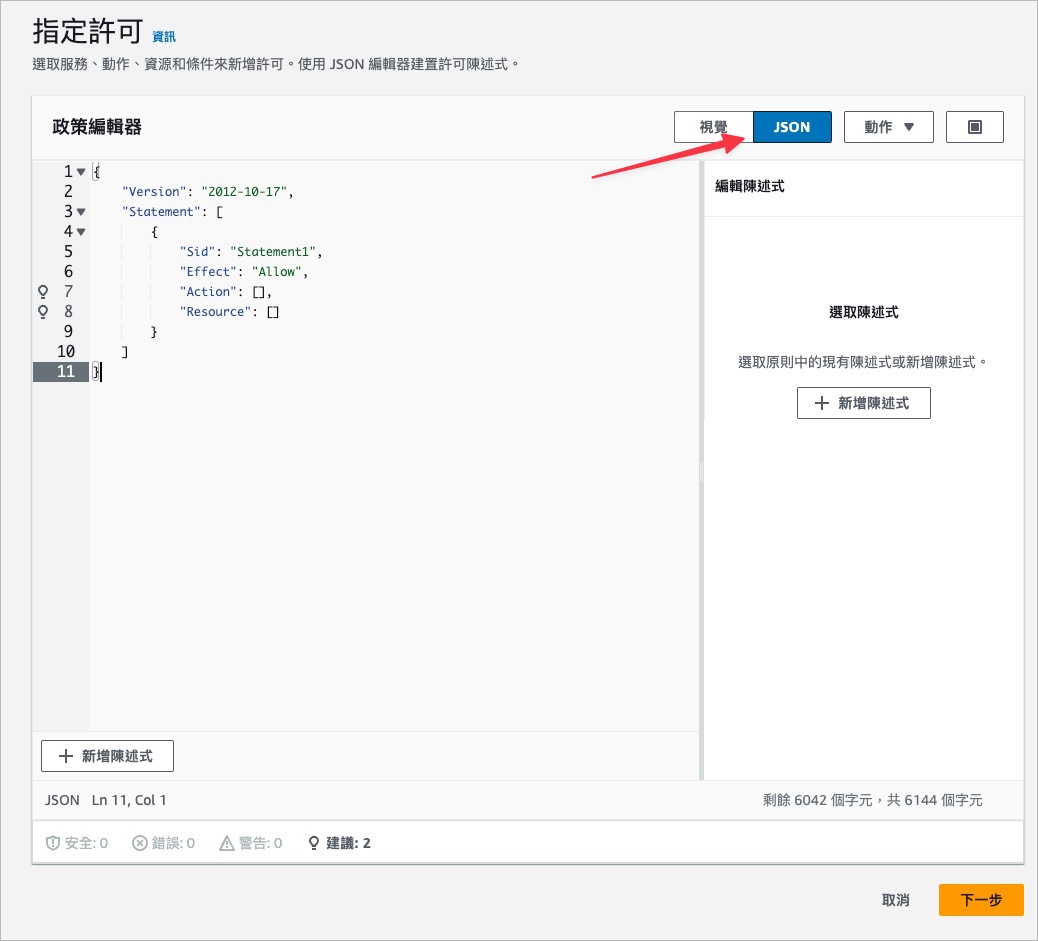 指定許可 資訊
選取服務、動作、資源和條件來新增許可。使用 JSON 編輯器建置許可陳述式。
政策編輯器
視覺 JSON 動作
1 {
2 "Version": "2012-10-17",
3 "Statement": [
4 {
5 "Sid": "Statement1",
6 "Effect": "Allow",
7 "Action": [],
8 "Resource": []
9 }
10 ]
11 }
編輯陳述式
選取陳述式
選取原則中的現有陳述式或新增陳述式。
新增陳述式
新增陳述式
JSON Ln 11, Col 1
剩餘 6042 個字元，共 6144 個字元
安全: 0 錯誤: 0 警告: 0 建議: 2
取消 下一步